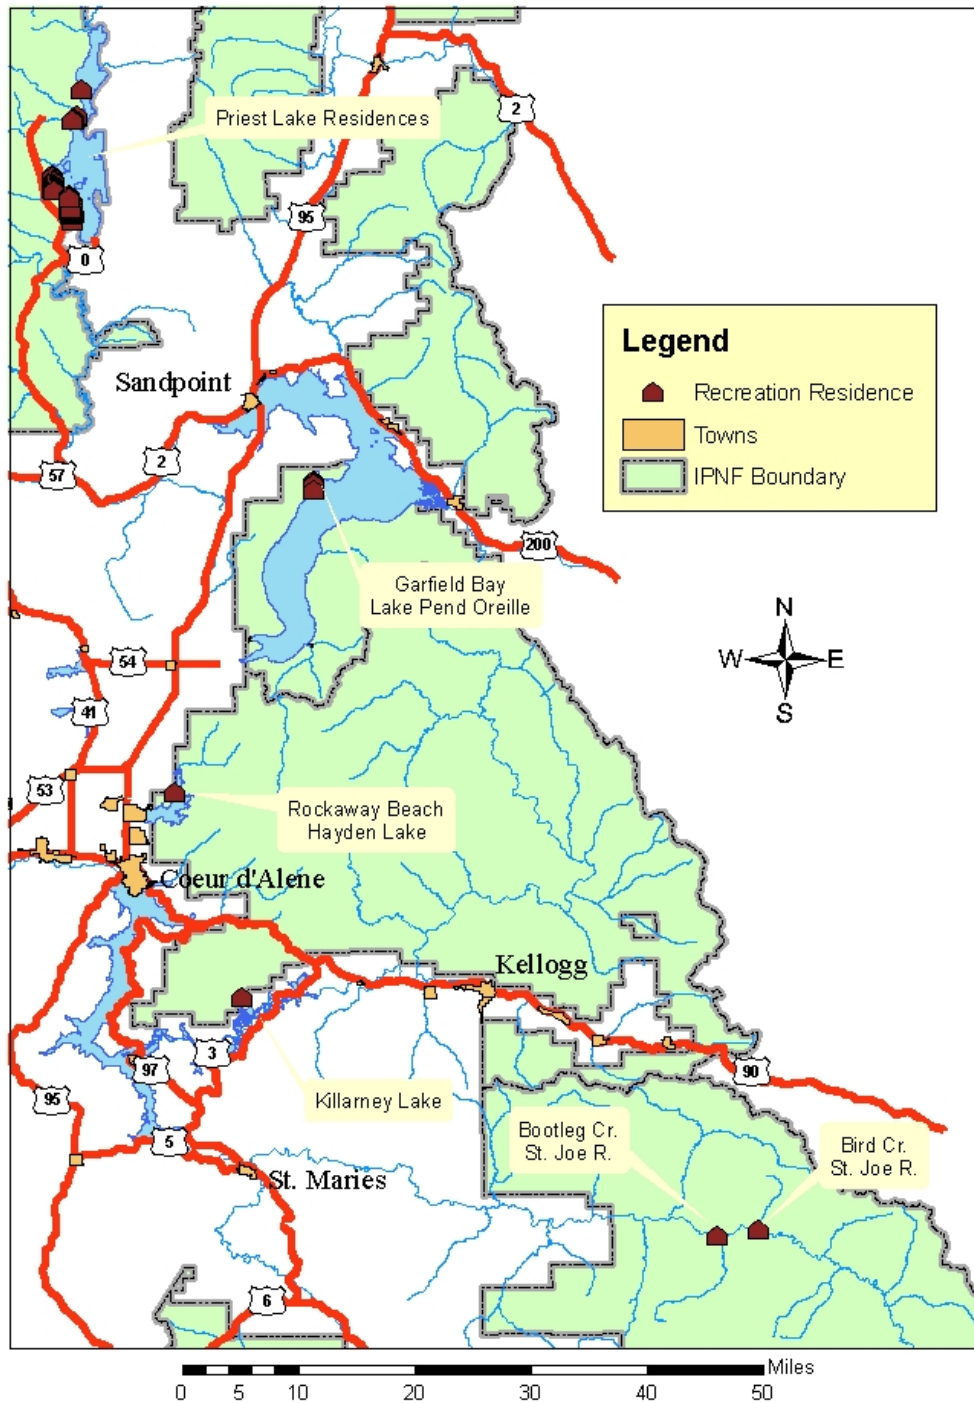 2
Priest Lake Residences
95
0
Legend
Recreation Residence
Towns
IPNF Boundary
Sandpoint
2
57
200
Garfield Bay
Lake Pend Oreille
N
W E
S
54
41
53
Rockaway Beach
Hayden Lake
Coeur d'Alene
Kellogg
3
97
90
95
Killarney Lake
Bootleg Cr.
St. Joe R.
Bird Cr.
St. Joe R.
5
St. Maries
6
Miles
0 5 10 20 30 40 50